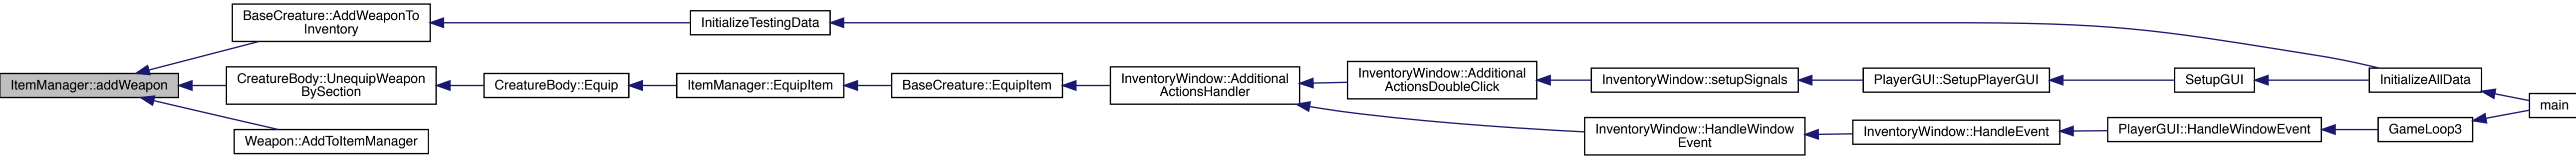 ItemManager::addWeapon
BaseCreature::AddWeaponTo
Inventory
CreatureBody::UnequipWeapon
BySection
Weapon::AddToItemManager
InitializeTestingData
CreatureBody::Equip
ItemManager::EquipItem
BaseCreature::EquipItem
InventoryWindow::Additional
ActionsHandler
InventoryWindow::Additional
ActionsDoubleClick
InventoryWindow::setupSignals
PlayerGUI::SetupPlayerGUI
SetupGUI
InitializeAllData
InventoryWindow::HandleWindow
Event
InventoryWindow::HandleEvent
PlayerGUI::HandleWindowEvent
GameLoop3
main